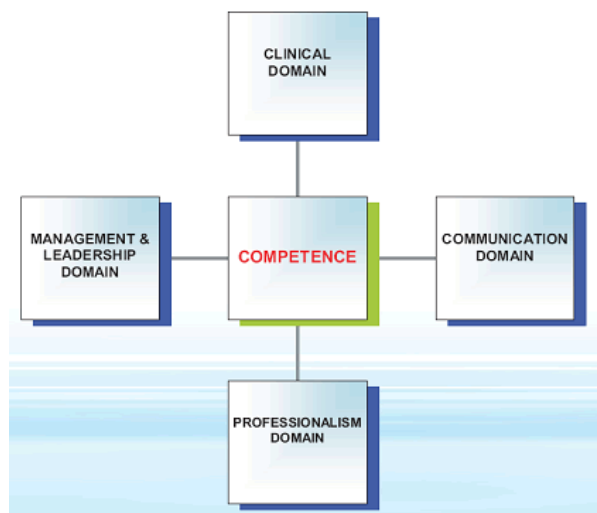 CLINICAL
DOMAIN
MANAGEMENT &
LEADERSHIP
DOMAIN
COMPETENCE
COMMUNICATION
DOMAIN
PROFESSIONALISM
DOMAIN